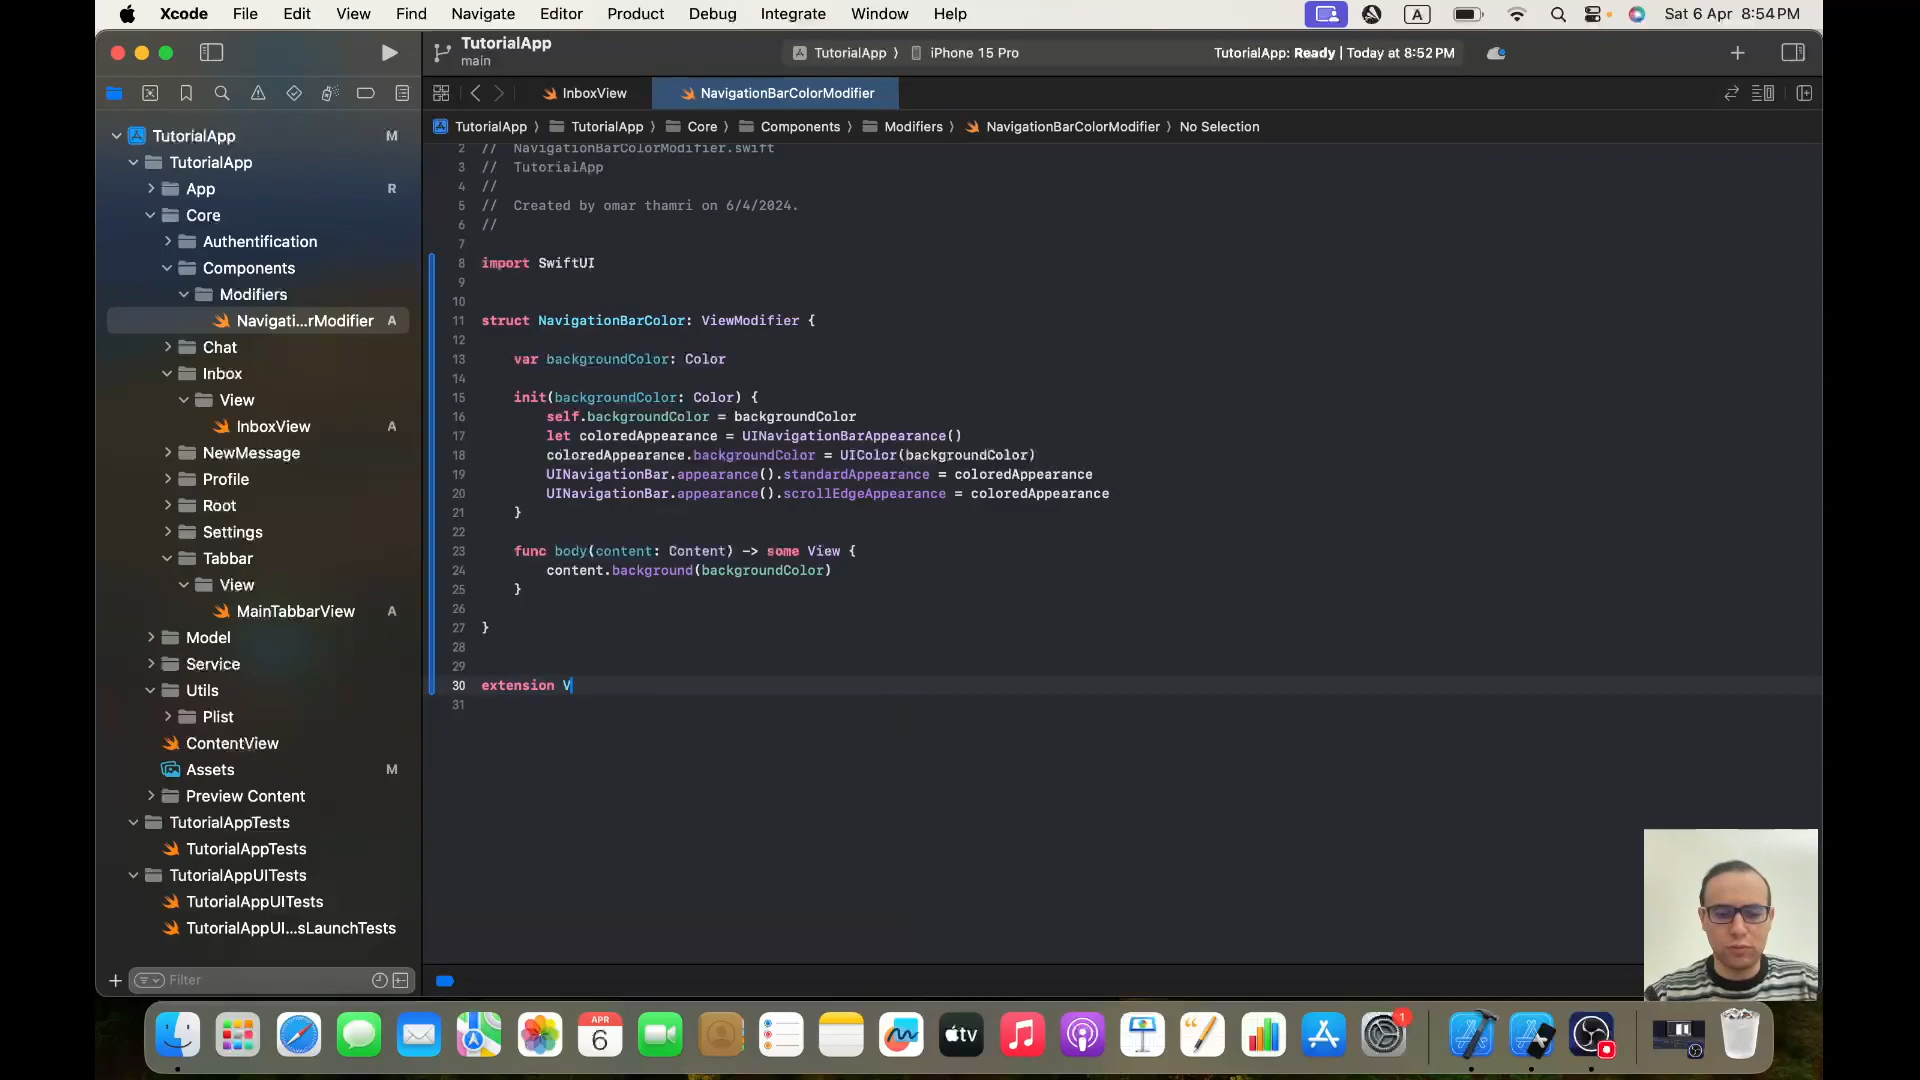 Xcode File Edit View Find Navigate Editor Product Debug Integrate Window Help A Sat 6 Apr 8:54 PM
TutorialApp
main
TutorialApp 〉 iPhone 15 Pro
TutorialApp: Ready | Today at 8:52 PM
InboxView
NavigationBarColorModifier
TutorialApp 〉 TutorialApp 〉 Core 〉 Components 〉 Modifiers 〉 NavigationBarColorModifier 〉 No Selection
TutorialApp M
TutorialApp
App R
Core
Authentification
Components
Modifiers
Navigati...rModifier A
Chat
Inbox
View
InboxView A
NewMessage
Profile
Root
Settings
Tabbar
View
MainTabbarView A
Model
Service
Utils
Plist
ContentView
Assets M
Preview Content
TutorialAppTests
TutorialAppTests
TutorialAppUITests
TutorialAppUITests
TutorialAppUI...sLaunchTests
Filter
2 // NavigationBarColorModifier.swift
3 // TutorialApp
4 //
5 // Created by omar thamri on 6/4/2024.
6 //
7
8 import SwiftUI
9
10
11 struct NavigationBarColor: ViewModifier {
12
13 var backgroundColor: Color
14
15 init(backgroundColor: Color) {
16 self.backgroundColor = backgroundColor
17 let coloredAppearance = UINavigationBarAppearance()
18 coloredAppearance.backgroundColor = UIColor(backgroundColor)
19 UINavigationBar.appearance().standardAppearance = coloredAppearance
20 UINavigationBar.appearance().scrollEdgeAppearance = coloredAppearance
21 }
22
23 func body(content: Content) -> some View {
24 content.background(backgroundColor)
25 }
26
27 }
28
29
30 extension V
31
APR
6
tv
1